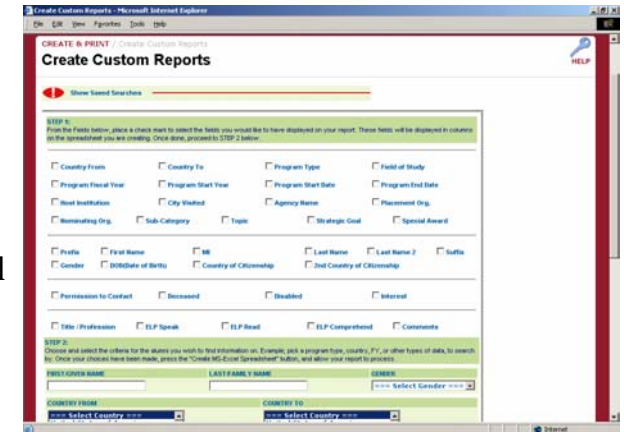 Create Custom Reports - Microsoft Internet Explorer
File Edit View Favorites Tools Help
CREATE & PRINT / Create Custom Reports
Create Custom Reports
HELP
Show Saved Searches
STEP 1:
From the Fields below, place a check mark to select the fields you would like to have displayed on your report. These fields will be displayed in columns
on the spreadsheet you are creating. Once done, proceed to STEP 2 below.
Country From Country To Program Type Field of Study
Program Fiscal Year Program Start Year Program Start Date Program End Date
Host Institution City Visited Agency Name Placement Org.
Nominating Org. Sub-Category Topic Strategic Goal Special Award
Prefix First Name MI Last Name Last Name 2 Suffix
Gender DOB(Date of Birth) Country of Citizenship 2nd Country of Citizenship
Permission to Contact Deceased Disabled Interest
Title / Profession ELP Speak ELP Read ELP Comprehend Comments
STEP 2:
Choose and select the criteria for the alumni you wish to find information on. Example, pick a program type, country, FY, or other types of data, to search
by. Once your choices have been made, press the "Create MS-Excel Spreadsheet" button, and allow your report to process.
FIRST/GIVEN NAME LAST/FAMILY NAME GENDER
=== Select Gender ===
COUNTRY FROM COUNTRY TO
=== Select Country === === Select Country ===
Internet